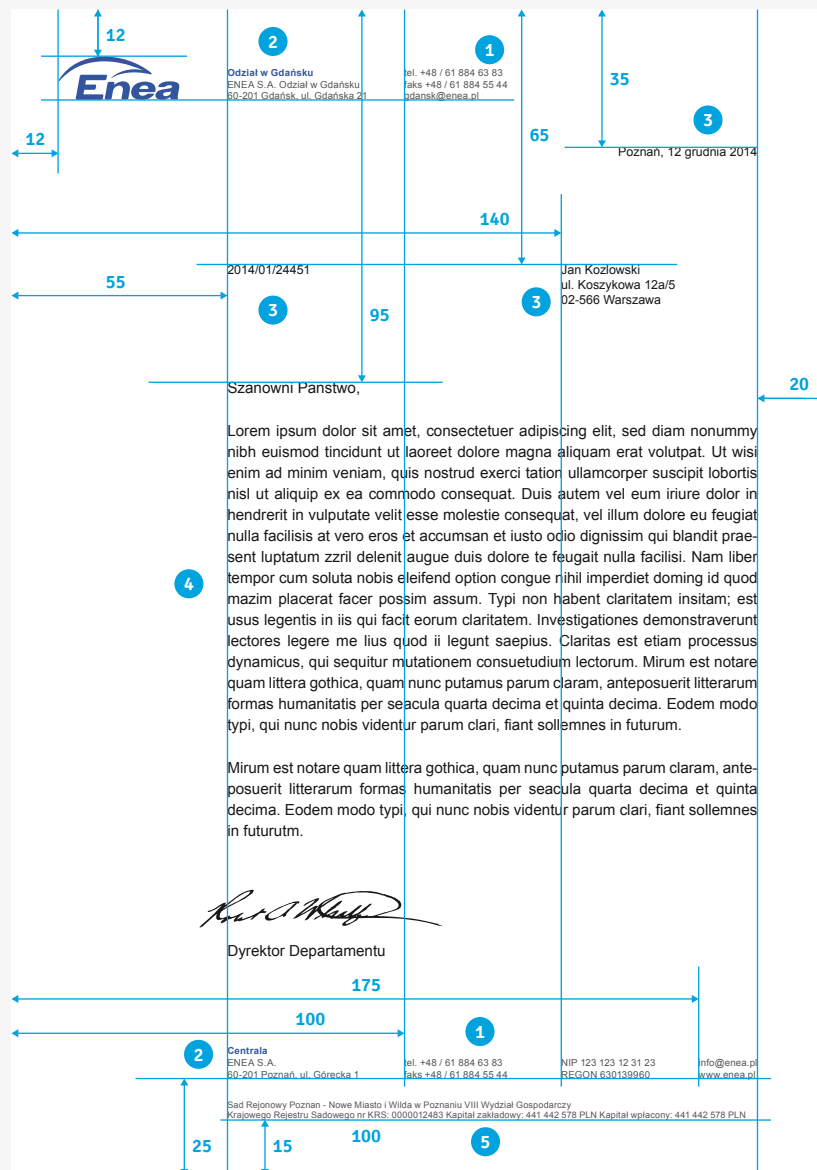 12
2
1
Enea
Odział w Gdańsku
ENEA S.A. Odział w Gdańsku
60-201 Gdańsk, ul. Gdańska 21
tel. +48 / 61 884 63 83
faks +48 / 61 884 55 44
gdansk@enea.pl
35
3
12
65
Poznań, 12 grudnia 2014
140
2014/01/24451
Jan Kozlowski
ul. Koszykowa 12a/5
02-566 Warszawa
55
3
3
95
20
Szanowni Panstwo,
Lorem ipsum dolor sit amet, consectetuer adipiscing elit, sed diam nonummy
nibh euismod tincidunt ut laoreet dolore magna aliquam erat volutpat. Ut wisi
enim ad minim veniam, quis nostrud exerci tation ullamcorper suscipit lobortis
nisl ut aliquip ex ea commodo consequat. Duis autem vel eum iriure dolor in
hendrerit in vulputate velit esse molestie consequat, vel illum dolore eu feugiat
nulla facilisis at vero eros et accumsan et iusto odio dignissim qui blandit prae-
sent luptatum zzril delenit augue duis dolore te feugait nulla facilisi. Nam liber
tempor cum soluta nobis eleifend option congue nihil imperdiet doming id quod
mazim placerat facer possim assum. Typi non habent claritatem insitam; est
usus legentis in iis qui facit eorum claritatem. Investigationes demonstraverunt
lectores legere me lius quod ii legunt saepius. Claritas est etiam processus
dynamicus, qui sequitur mutationem consuetudium lectorum. Mirum est notare
quam littera gothica, quam nunc putamus parum claram, anteposuerit litterarum
formas humanitatis per seacula quarta decima et quinta decima. Eodem modo
typi, qui nunc nobis videntur parum clari, fiant sollemnes in futurum.
4
Mirum est notare quam littera gothica, quam nunc putamus parum claram, ante-
posuerit litterarum formas humanitatis per seacula quarta decima et quinta
decima. Eodem modo typi, qui nunc nobis videntur parum clari, fiant sollemnes
in futurutm.
Dyrektor Departamentu
175
100
1
2
Centrala
ENEA S.A.
60-201 Poznań, ul. Górecka 1
tel. +48 / 61 884 63 83
faks +48 / 61 884 55 44
NIP 123 123 12 31 23
REGON 630139960
info@enea.pl
www.enea.pl
Sad Rejonowy Poznan - Nowe Miasto i Wilda w Poznaniu VIII Wydział Gospodarczy
Krajowego Rejestru Sadowego nr KRS: 0000012483 Kapitał zakładowy: 441 442 578 PLN Kapitał wpłacony: 441 442 578 PLN
25
15
100
5